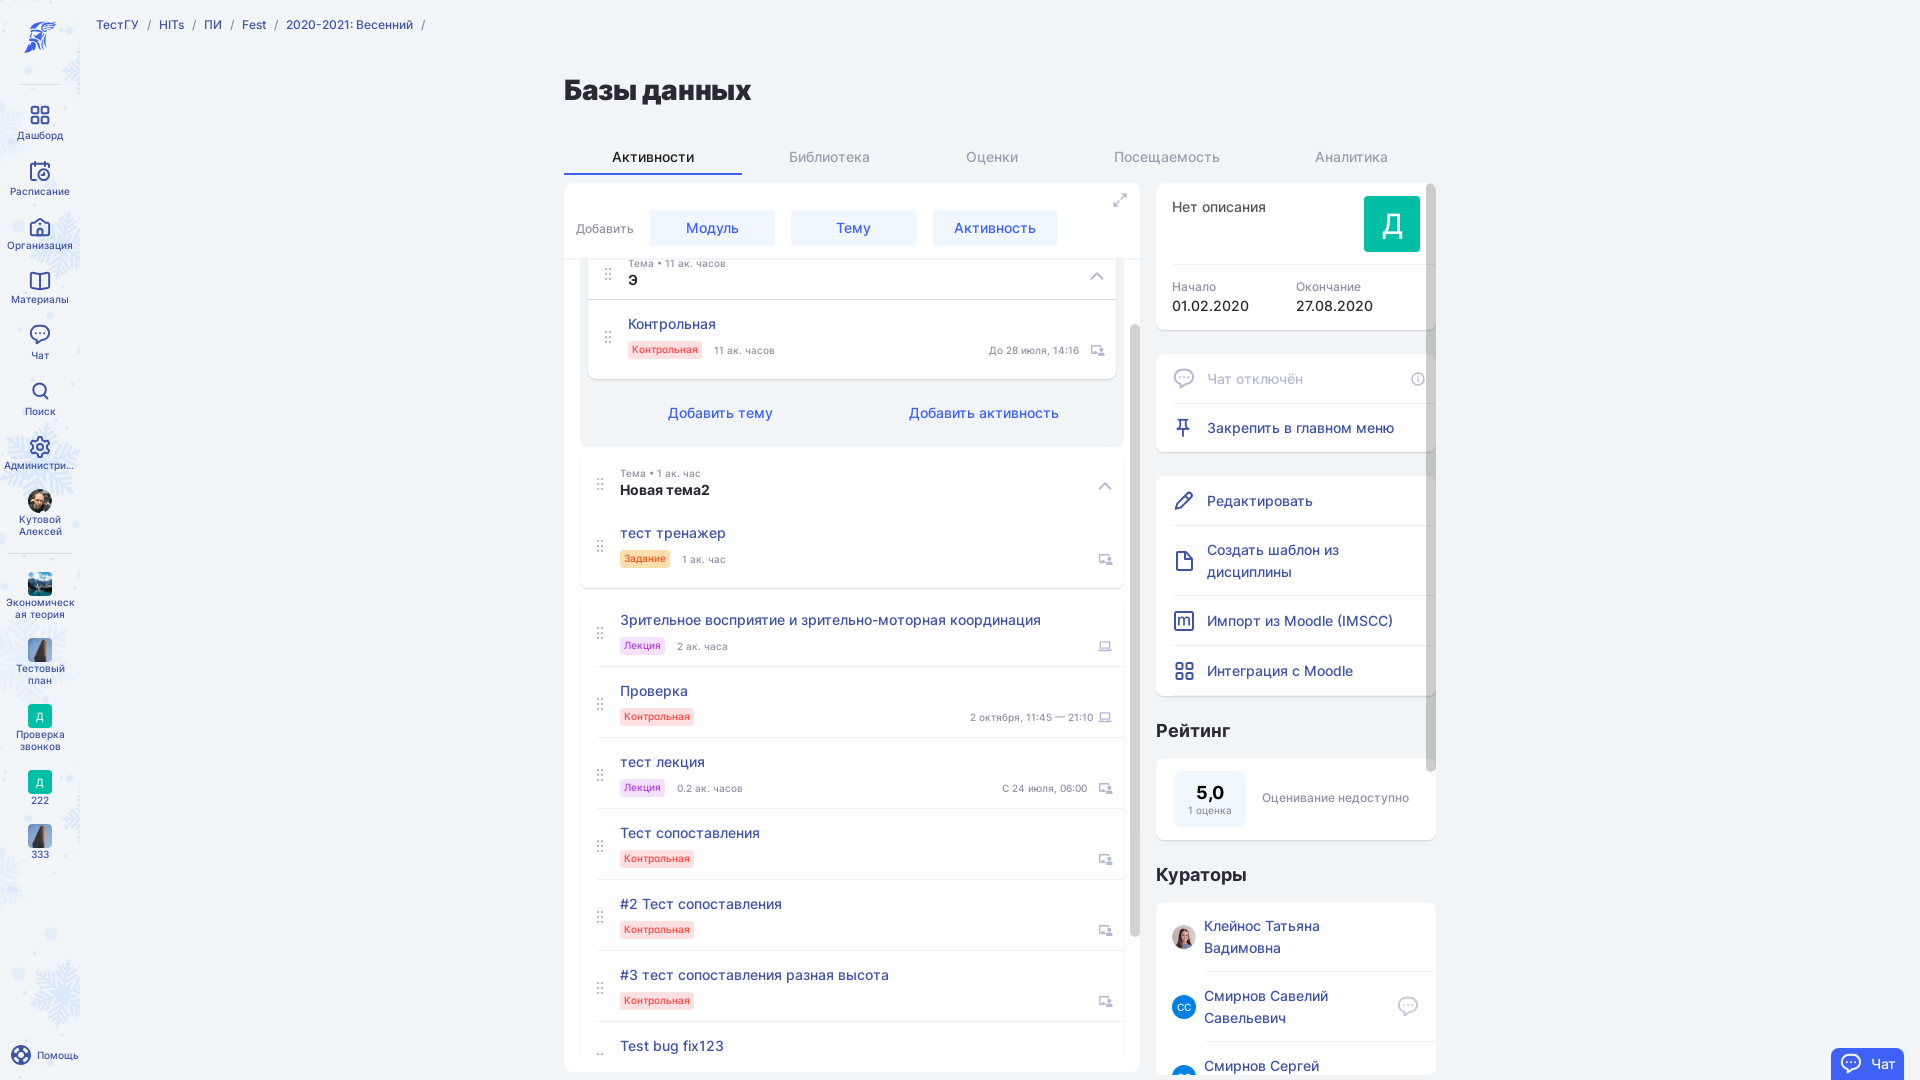 ТестГУ / HITs / ПИ / Fest / 2020-2021: Весенний /
Дашборд
Расписание
Организация
Материалы
Чат
Поиск
Администри...
Кутовой
Алексей
Экономическ
ая теория
Тестовый
план
Д
Проверка
звонков
Д
222
333
Помощь
Базы данных
Активности
Библиотека
Оценки
Посещаемость
Аналитика
Добавить
Модуль
Тему
Активность
Тема • 11 ак. часов
Э
Контрольная
Контрольная 11 ак. часов До 28 июля, 14:16
Добавить тему
Добавить активность
Тема • 1 ак. час
Новая тема2
тест тренажер
Задание 1 ак. час
Зрительное восприятие и зрительно-моторная координация
Лекция 2 ак. часа
Проверка
Контрольная 2 октября, 11:45 — 21:10
тест лекция
Лекция 0.2 ак. часов С 24 июля, 06:00
Тест сопоставления
Контрольная
#2 Тест сопоставления
Контрольная
#3 тест сопоставления разная высота
Контрольная
Test bug fix123
Нет описания
Д
Начало
Окончание
01.02.2020
27.08.2020
Чат отключён
Закрепить в главном меню
Редактировать
Создать шаблон из
дисциплины
m Импорт из Moodle (IMSCC)
Интеграция с Moodle
Рейтинг
5,0
1 оценка
Оценивание недоступно
Кураторы
Клейнос Татьяна
Вадимовна
СС
Смирнов Савелий
Савельевич
Смирнов Сергей
Чат